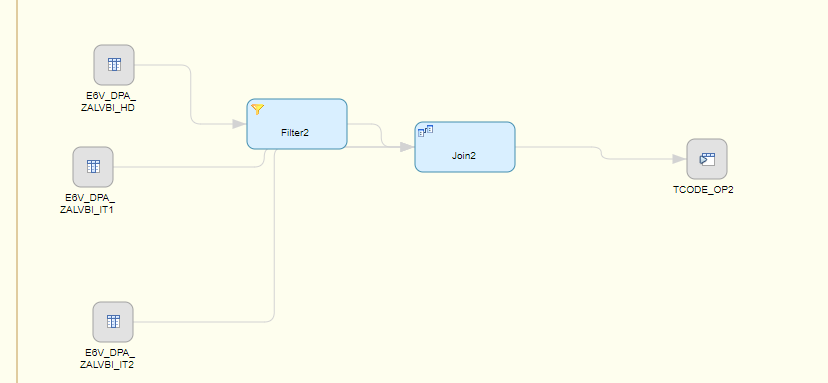 E6V_DPA_
ZALVBI_HD
Filter2
Join2
E6V_DPA_
ZALVBI_IT1
TCODE_OP2
E6V_DPA_
ZALVBI_IT2